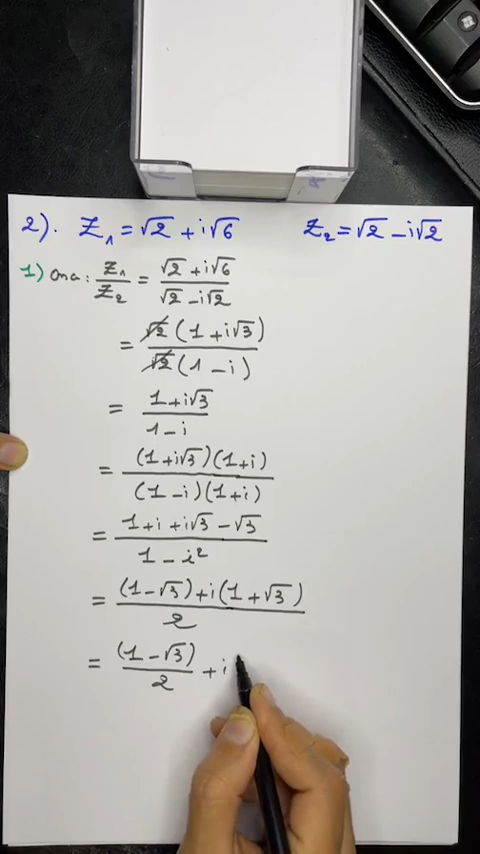 2). Z₁ = √2 + i√6 Z₂ = √2 - i√2
1) On a : Z₁/Z₂ = (√2 + i√6)/(√2 - i√2)
= √2(1 + i√3)/√2(1 - i)
= (1 + i√3)/(1 - i)
= (1 + i√3)(1 + i)/(1 - i)(1 + i)
= (1 + i + i√3 - √3)/(1 - i²)
= ((1 - √3) + i(1 + √3))/2
= (1 - √3)/2 + i